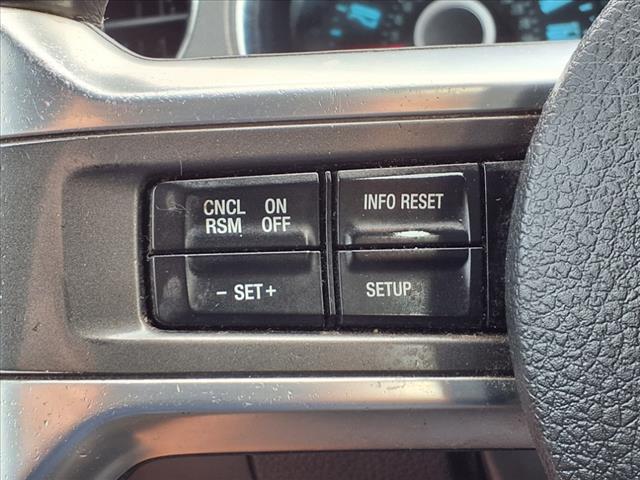 CNCL ON
RSM OFF
INFO RESET
- SET +
SETUP